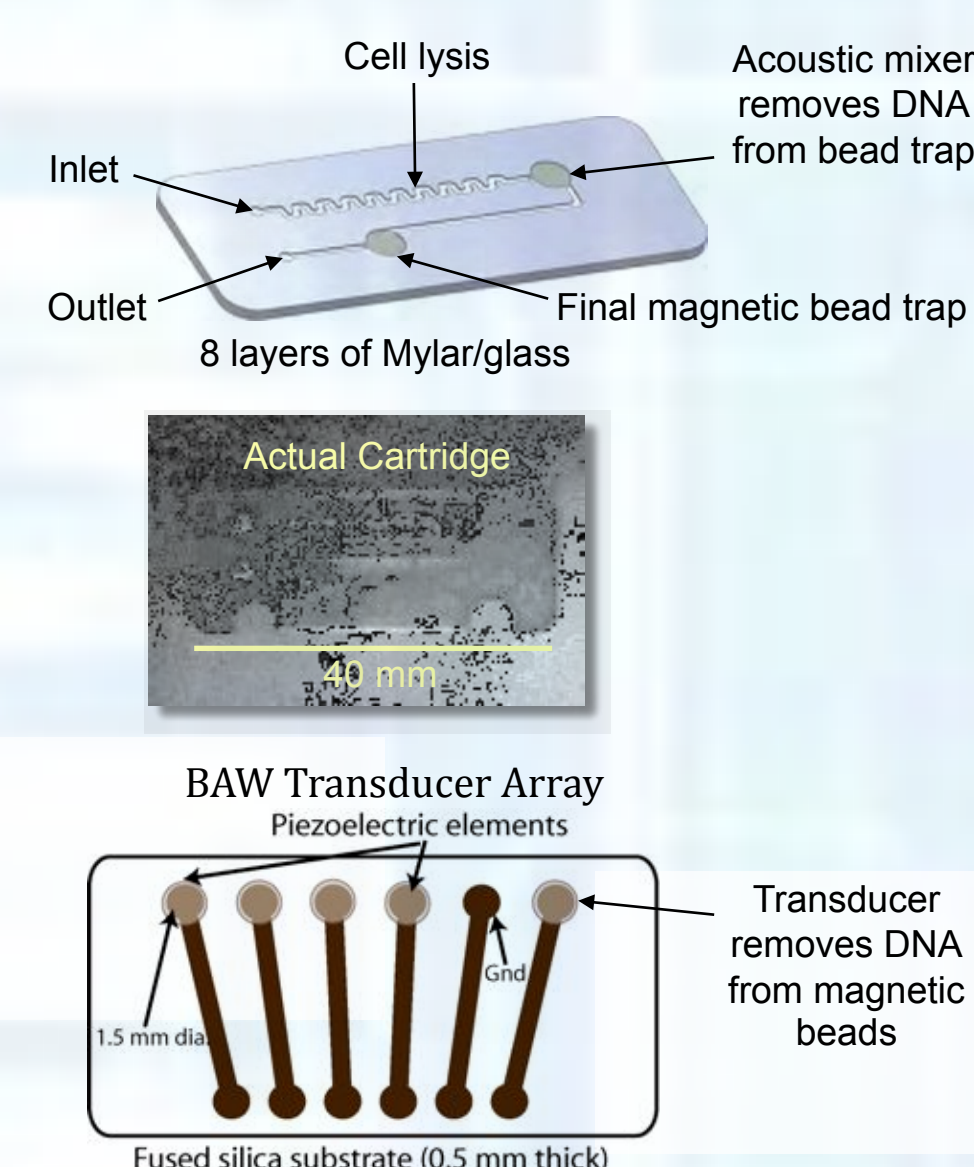 Cell lysis
Acoustic mixer
removes DNA
from bead trap
Inlet
Outlet
Final magnetic bead trap
8 layers of Mylar/glass
Actual Cartridge
40 mm
BAW Transducer Array
Piezoelectric elements
Transducer
removes DNA
from magnetic
beads
Gnd
1.5 mm dia.
Fused silica substrate (0.5 mm thick)